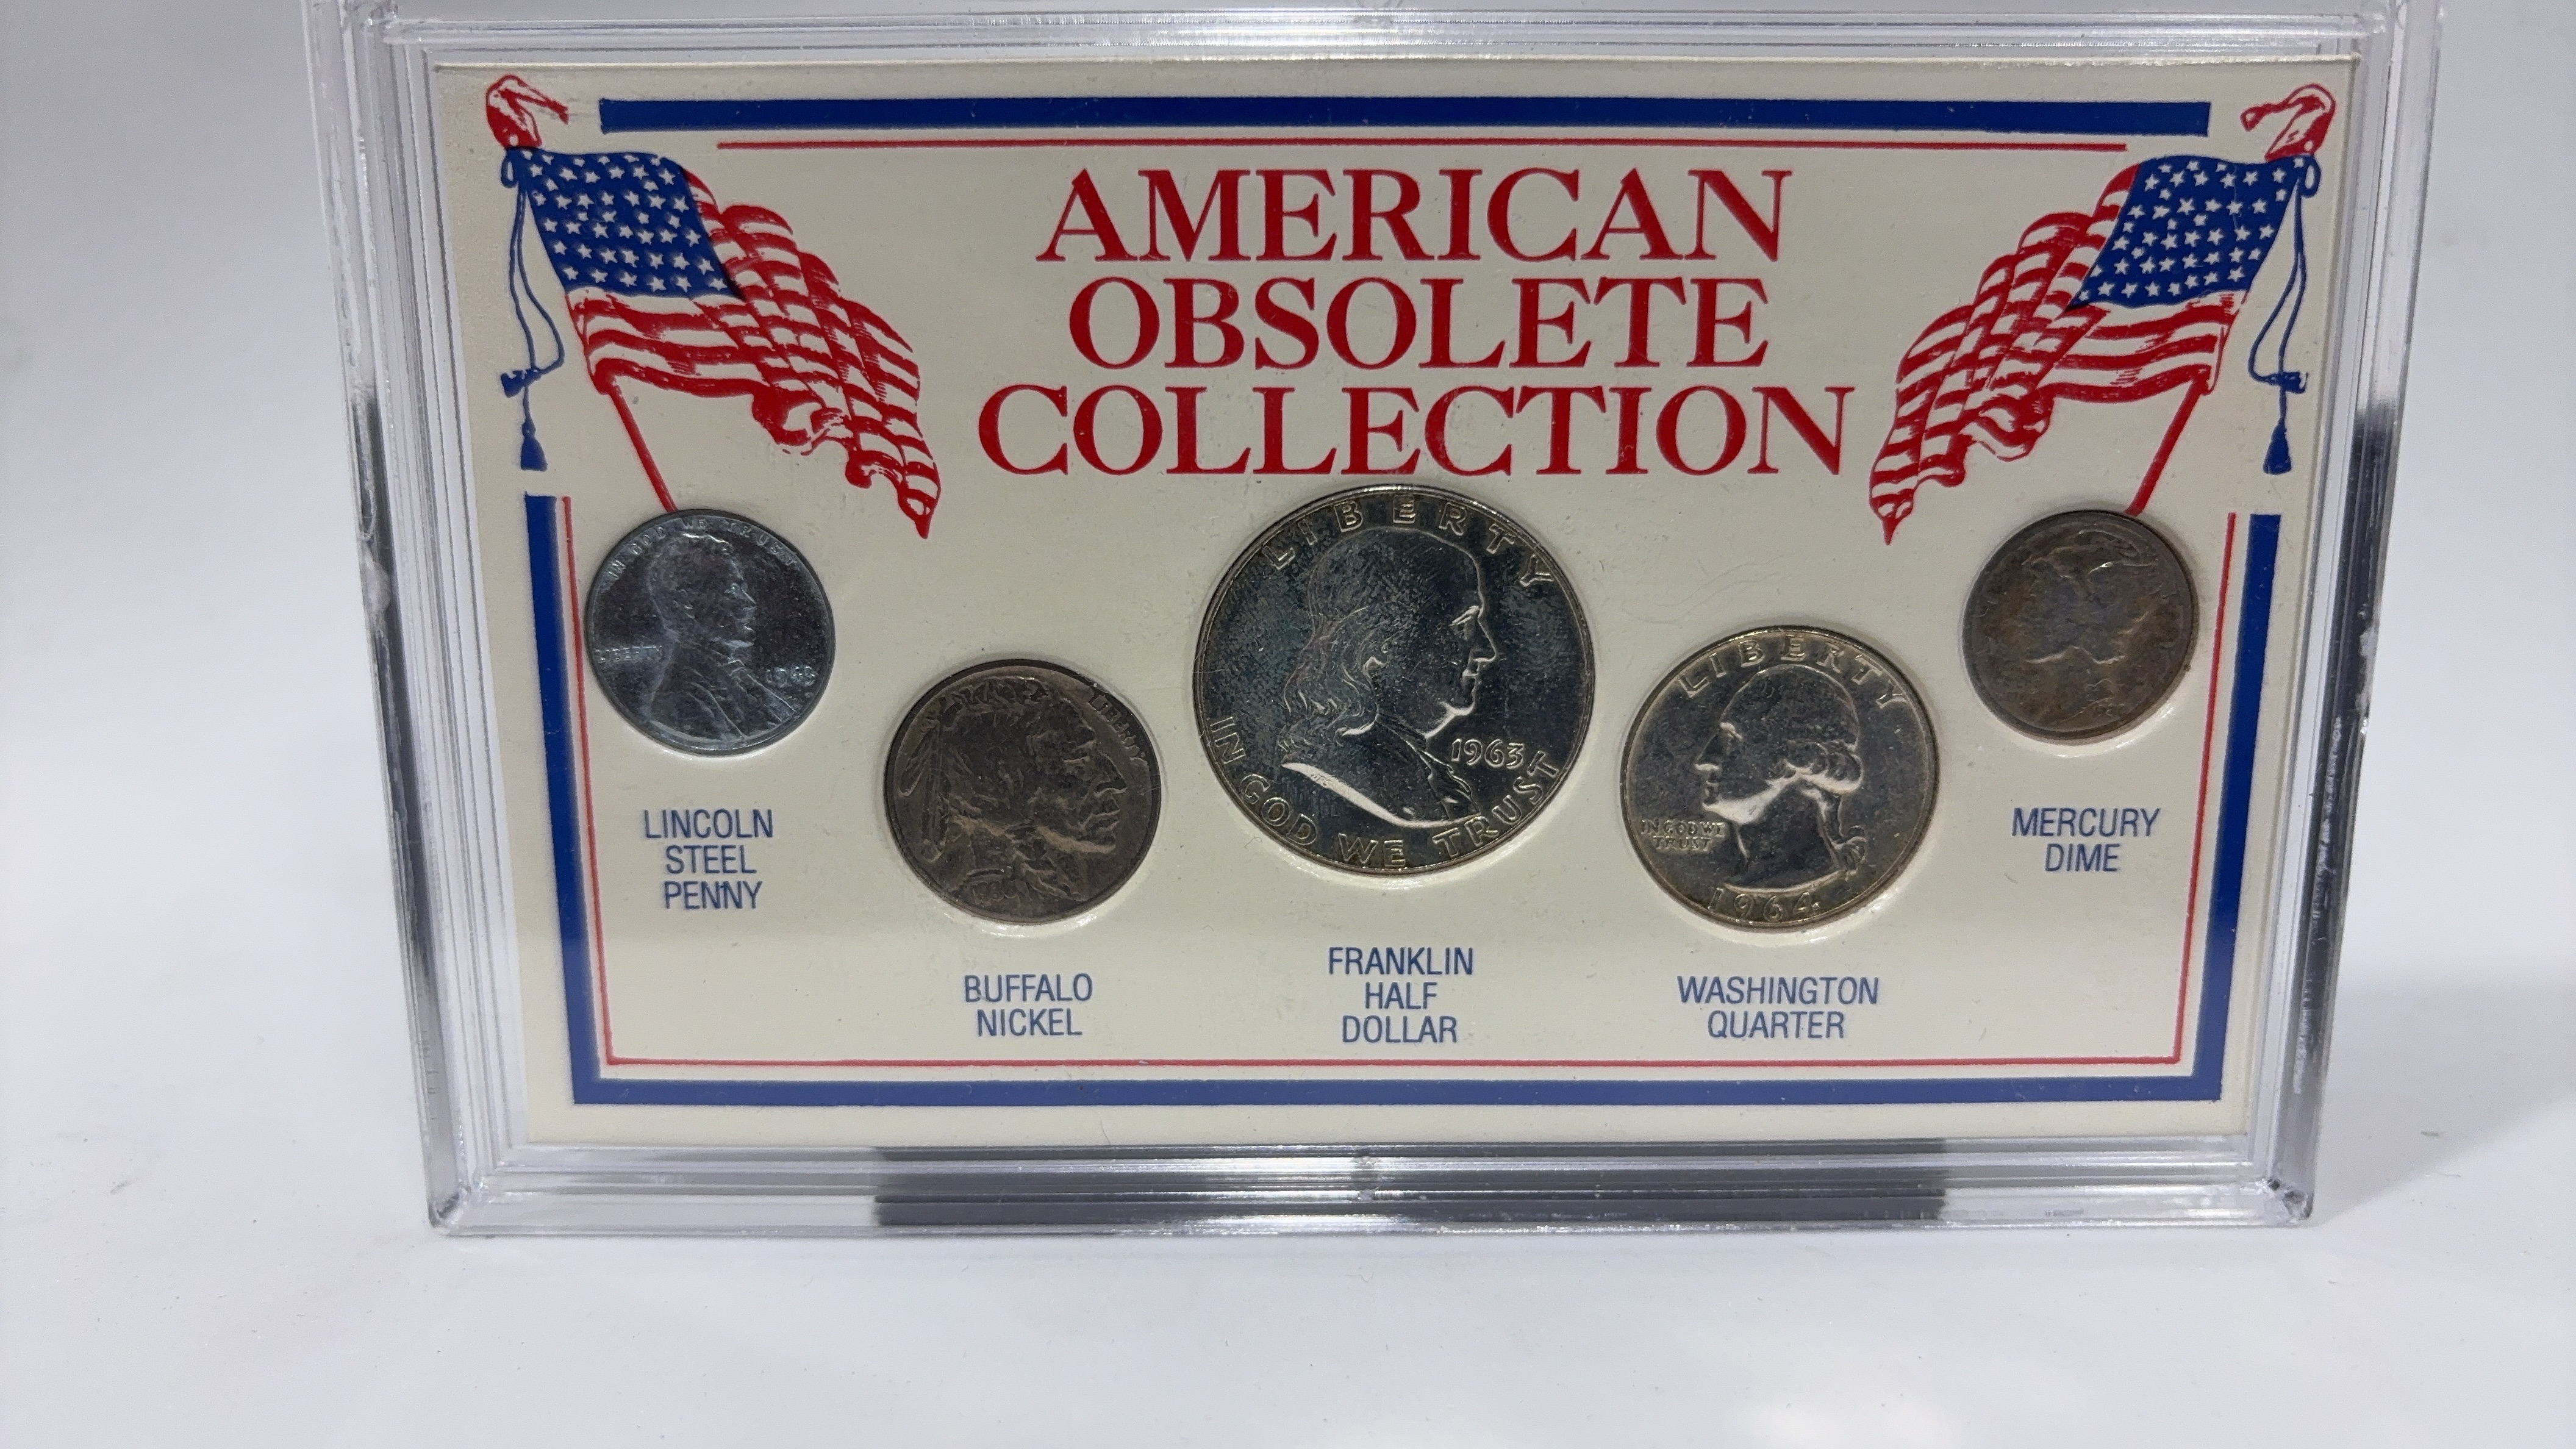 AMERICAN
OBSOLETE
COLLECTION
IN GOD WE TRUST
LIBERTY
1943
LINCOLN
STEEL
PENNY
LIBERTY
BUFFALO
NICKEL
LIBERTY
1963
IN GOD WE TRUST
FRANKLIN
HALF
DOLLAR
LIBERTY
IN GOD WE
TRUST
1964
WASHINGTON
QUARTER
MERCURY
DIME